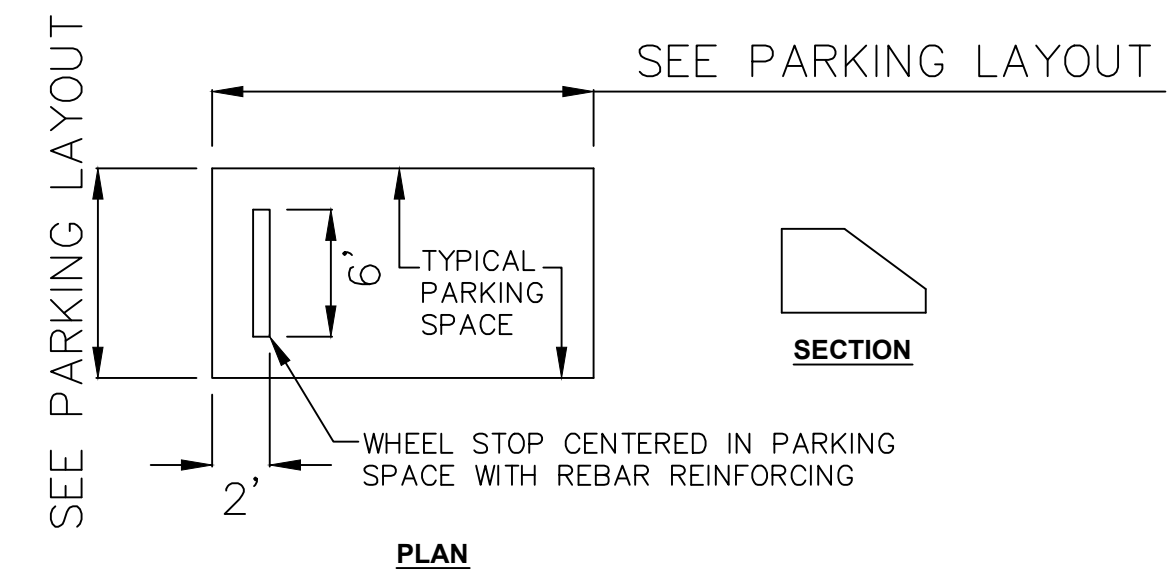 SEE PARKING LAYOUT
SEE PARKING LAYOUT
6'
TYPICAL
PARKING
SPACE
SECTION
WHEEL STOP CENTERED IN PARKING
SPACE WITH REBAR REINFORCING
2'
PLAN